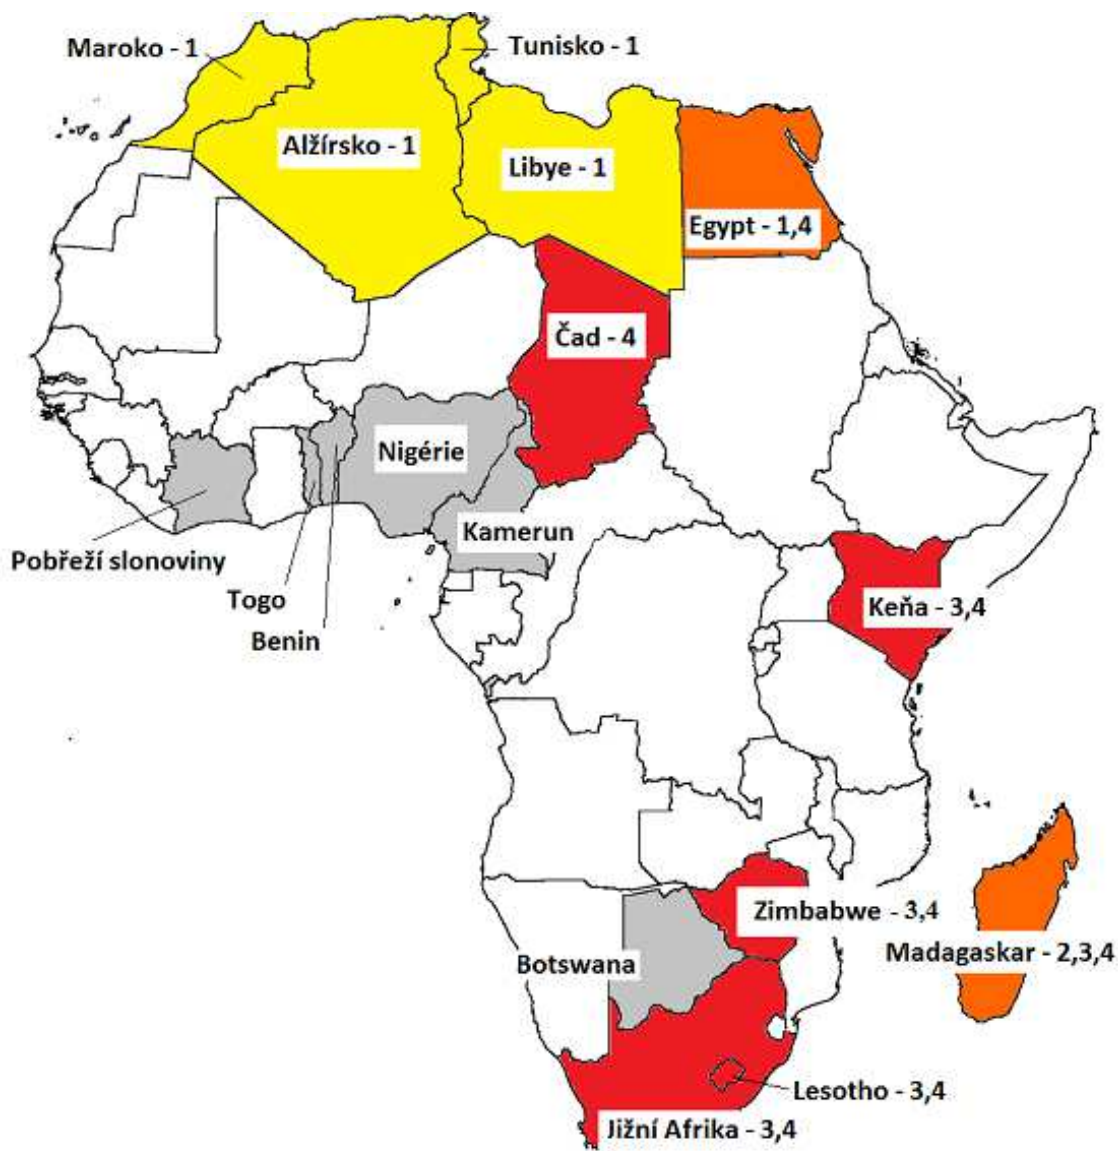 Maroko - 1
Tunisko - 1
Alžírsko - 1
Libye - 1
Egypt - 1,4
Čad - 4
Nigérie
Kamerun
Pobřeží slonoviny
Togo
Benin
Keňa - 3,4
Zimbabwe - 3,4
Madagaskar - 2,3,4
Botswana
Lesotho - 3,4
Jižní Afrika - 3,4